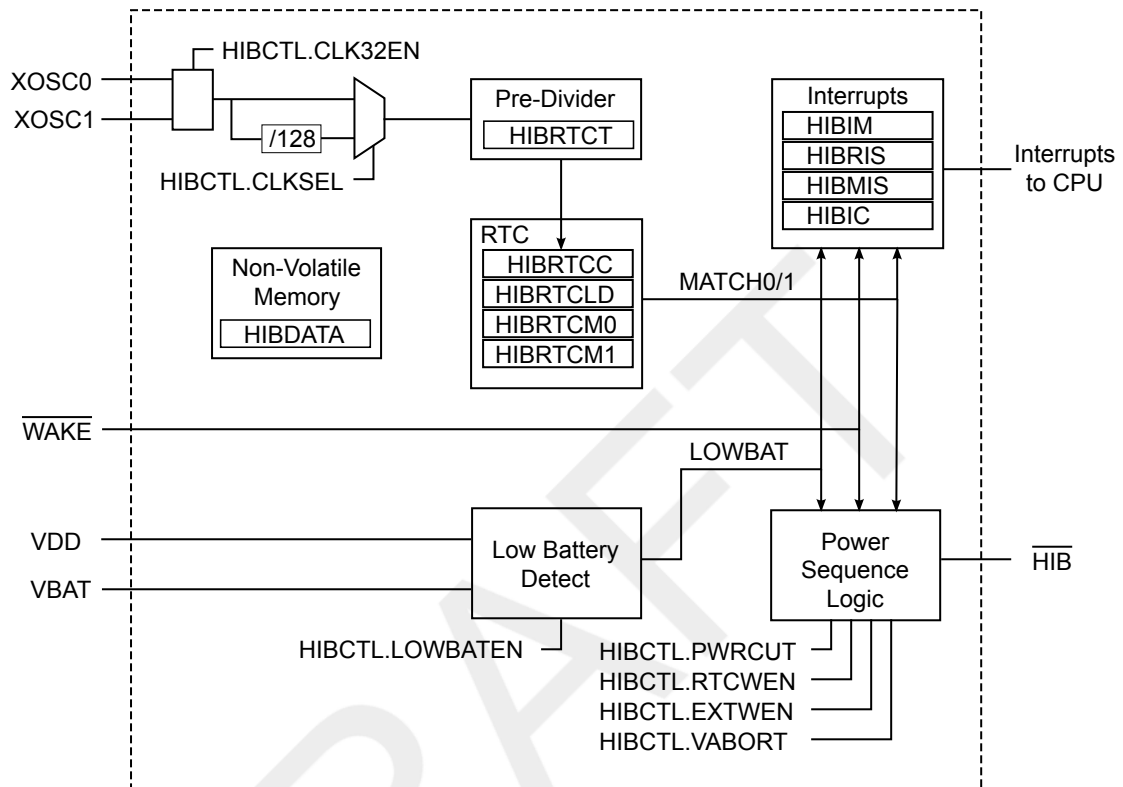 HIBCTL.CLK32EN
XOSC0
XOSC1
/128
HIBCTL.CLKSEL
Pre-Divider
HIBRTCT
Interrupts
HIBIM
HIBRIS
HIBMIS
HIBIC
Interrupts
to CPU
RTC
HIBRTCC
HIBRTCLD
HIBRTCM0
HIBRTCM1
MATCH0/1
Non-Volatile
Memory
HIBDATA
WAKE
LOWBAT
VDD
VBAT
Low Battery
Detect
HIBCTL.LOWBATEN
Power
Sequence
Logic
HIB
HIBCTL.PWRCUT
HIBCTL.RTCWEN
HIBCTL.EXTWEN
HIBCTL.VABORT